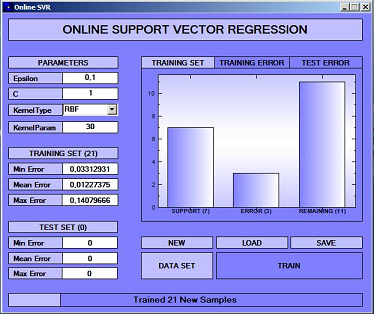 Online SVR
ONLINE SUPPORT VECTOR REGRESSION
PARAMETERS
Epsilon 0,1
C 1
KernelType RBF
KernelParam 30
TRAINING SET (21)
Min Error 0,03312931
Mean Error 0,01227375
Max Error 0,14079666
TEST SET (0)
Min Error 0
Mean Error 0
Max Error 0
TRAINING SET TRAINING ERROR TEST ERROR
10
8
6
4
2
0
SUPPORT (7) ERROR (3) REMAINING (11)
NEW LOAD SAVE
DATA SET TRAIN
Trained 21 New Samples